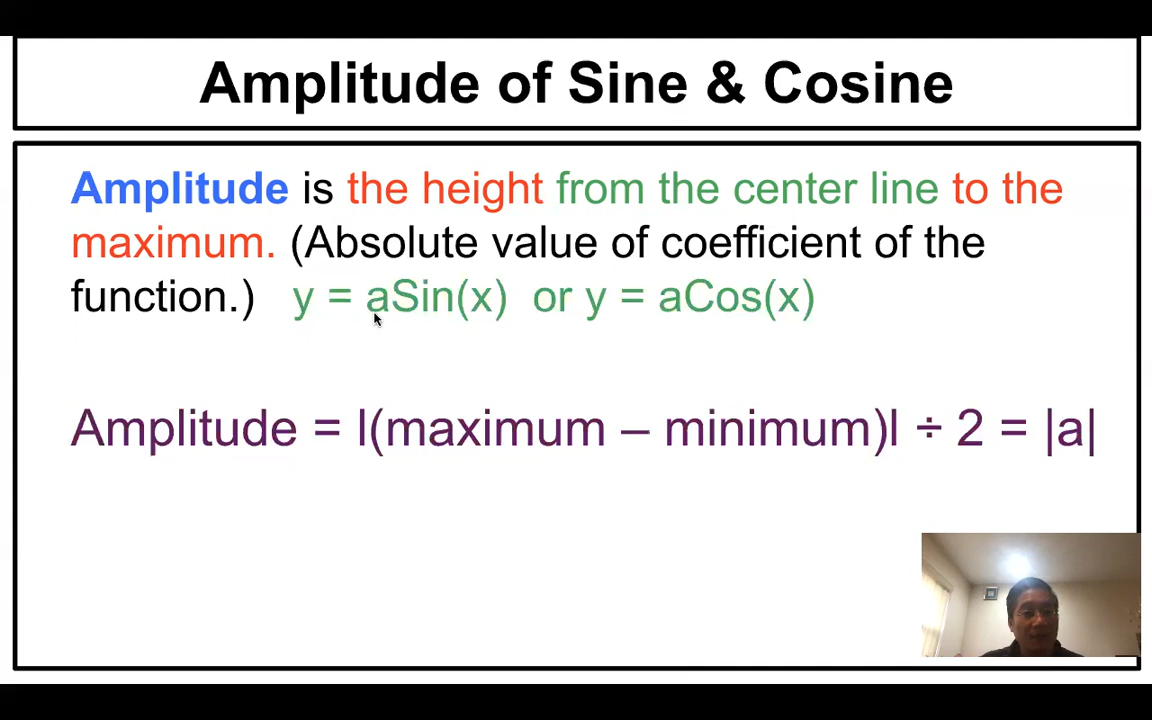 Amplitude of Sine & Cosine
Amplitude is the height from the center line to the
maximum. (Absolute value of coefficient of the
function.) y = aSin(x) or y = aCos(x)
Amplitude = l(maximum – minimum)l ÷ 2 = |a|